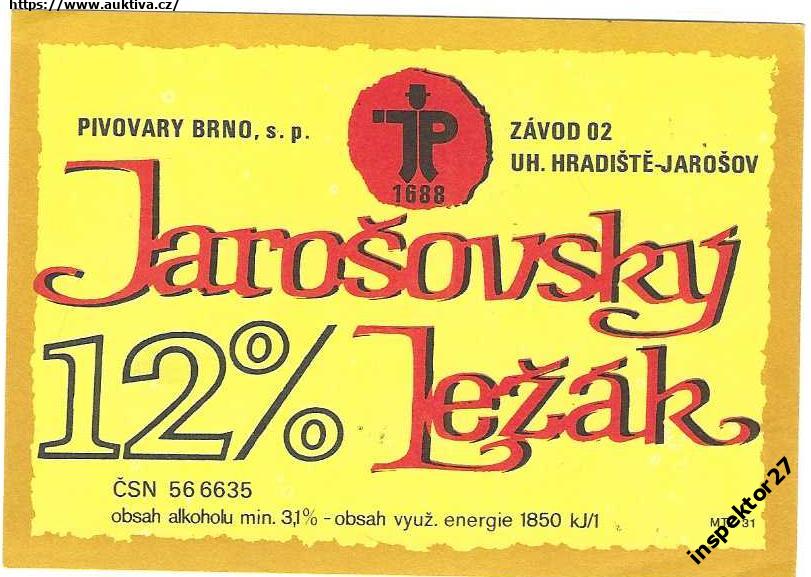 https://www.auktiva.cz/
PIVOVARY BRNO, s. p.
JP
1688
ZÁVOD 02
UH. HRADIŠTĚ-JAROŠOV
Jarošovský
12% Ležák
ČSN 56 6635
obsah alkoholu min. 3,1% - obsah využ. energie 1850 kJ/1
31
inspektor27